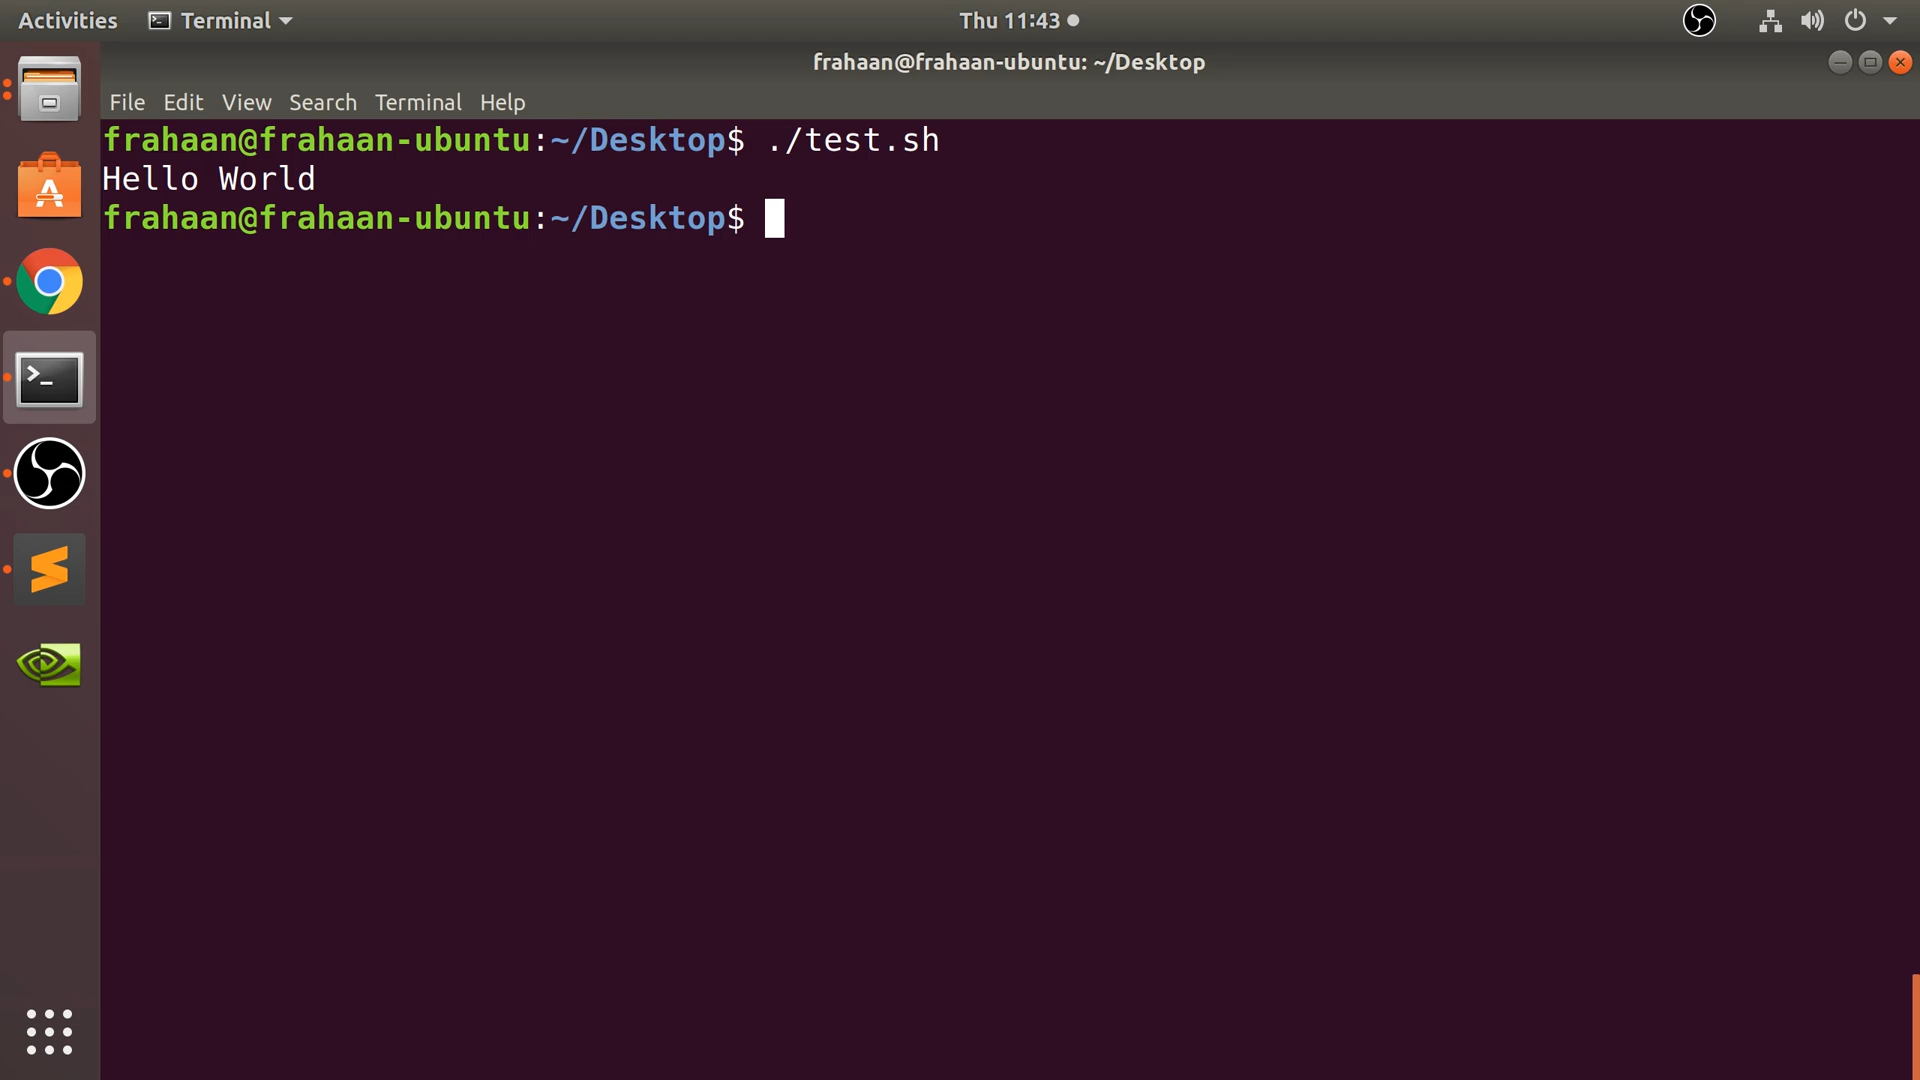 Activities Terminal Thu 11:43
frahaan@frahaan-ubuntu: ~/Desktop
File Edit View Search Terminal Help
frahaan@frahaan-ubuntu:~/Desktop$ ./test.sh
Hello World
frahaan@frahaan-ubuntu:~/Desktop$